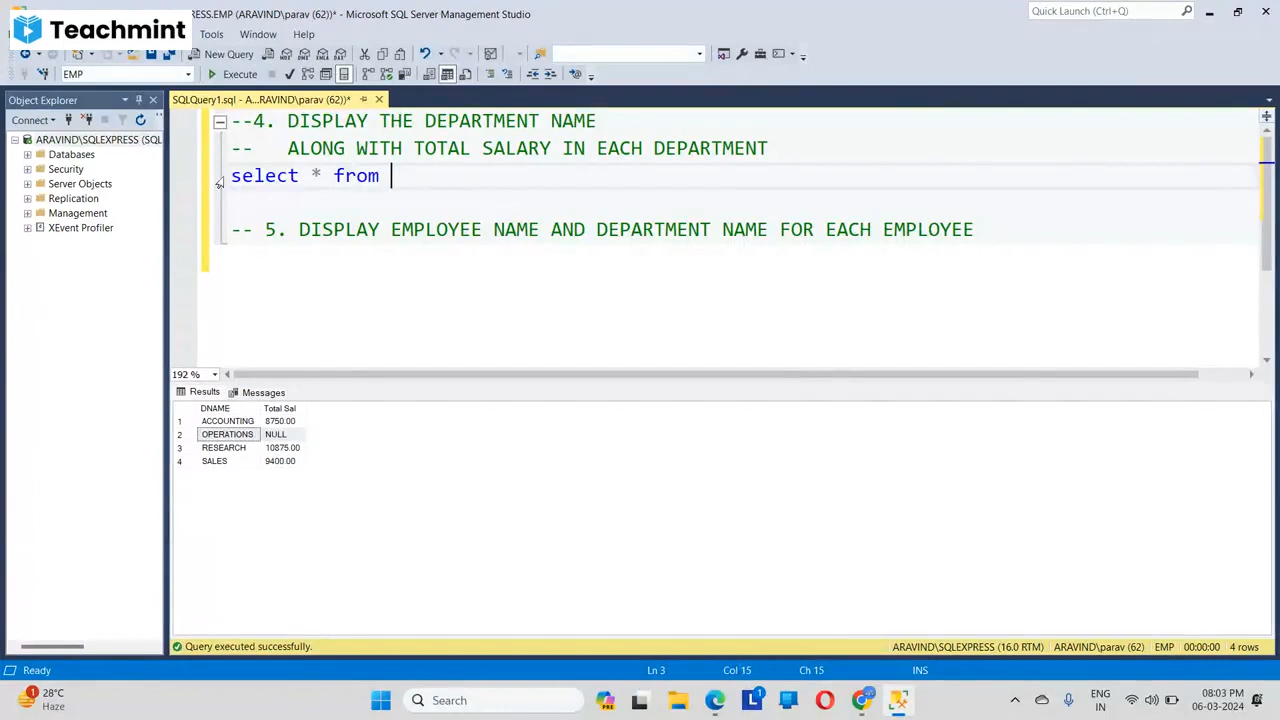 RESS.EMP (ARAVIND\parav (62))* - Microsoft SQL Server Management Studio
Quick Launch (Ctrl+Q)
Teachmint
Tools Window Help
New Query
EMP
Execute
Object Explorer
SQLQuery1.sql - A...RAVIND\parav (62))*
Connect
ARAVIND\SQLEXPRESS (SQL
Databases
Security
Server Objects
Replication
Management
XEvent Profiler
--4. DISPLAY THE DEPARTMENT NAME
-- ALONG WITH TOTAL SALARY IN EACH DEPARTMENT
select * from
-- 5. DISPLAY EMPLOYEE NAME AND DEPARTMENT NAME FOR EACH EMPLOYEE
192 %
Results Messages
DNAME Total Sal
1 ACCOUNTING 8750.00
2 OPERATIONS NULL
3 RESEARCH 10875.00
4 SALES 9400.00
Query executed successfully.
ARAVIND\SQLEXPRESS (16.0 RTM) ARAVIND\parav (62) EMP 00:00:00 4 rows
Ready Ln 3 Col 15 Ch 15 INS
1
28°C
Haze
Search
PRE
1
ENG
IN
08:03 PM
06-03-2024